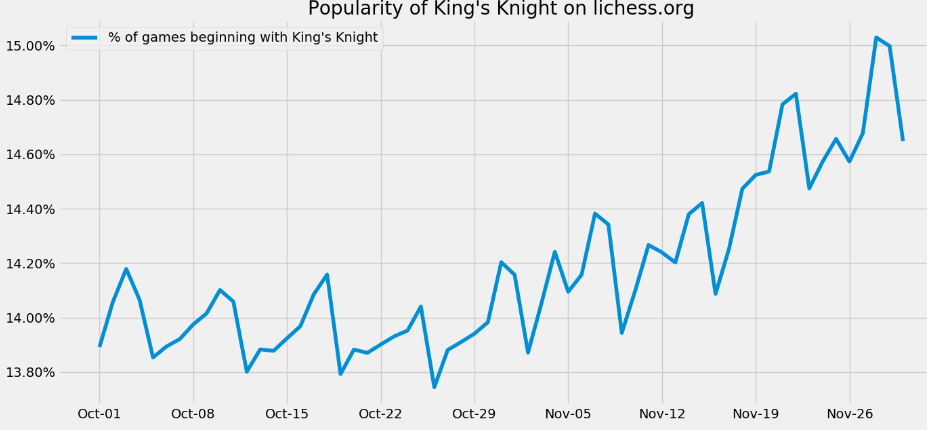 Popularity of King's Knight on lichess.org
% of games beginning with King's Knight
15.00%
14.80%
14.60%
14.40%
14.20%
14.00%
13.80%
Oct-01 Oct-08 Oct-15 Oct-22 Oct-29 Nov-05 Nov-12 Nov-19 Nov-26